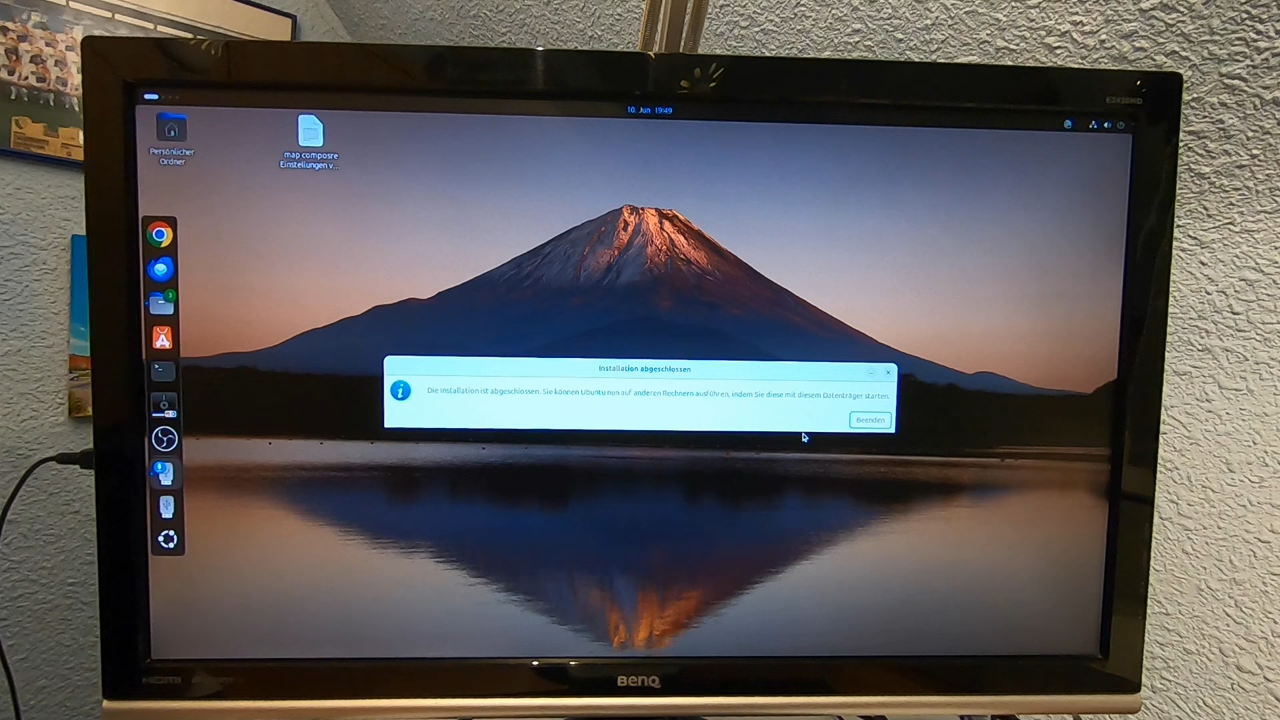 10. Jun 19:49
Persönlicher
Ordner
map composre
Einstellungen v...
Installation abgeschlossen
Die Installation ist abgeschlossen. Sie können Ubuntu nun auf anderen Rechnern ausführen, indem Sie diese mit diesem Datenträger starten.
Beenden
HDMI
BenQ